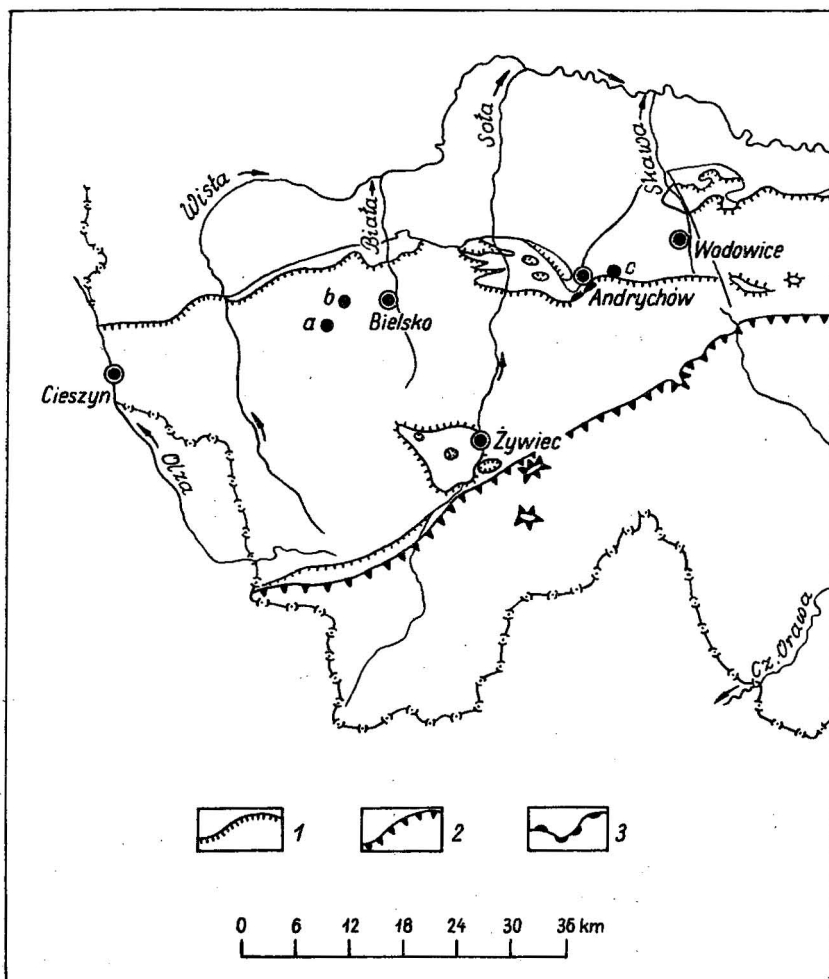 Wisła
Biała
Soła
Skawa
Wodowice
c
Andrychów
b
a
Bielsko
Cieszyn
Olza
Żywiec
Cz. Orawa
1
2
3
0 6 12 18 24 30 36 km